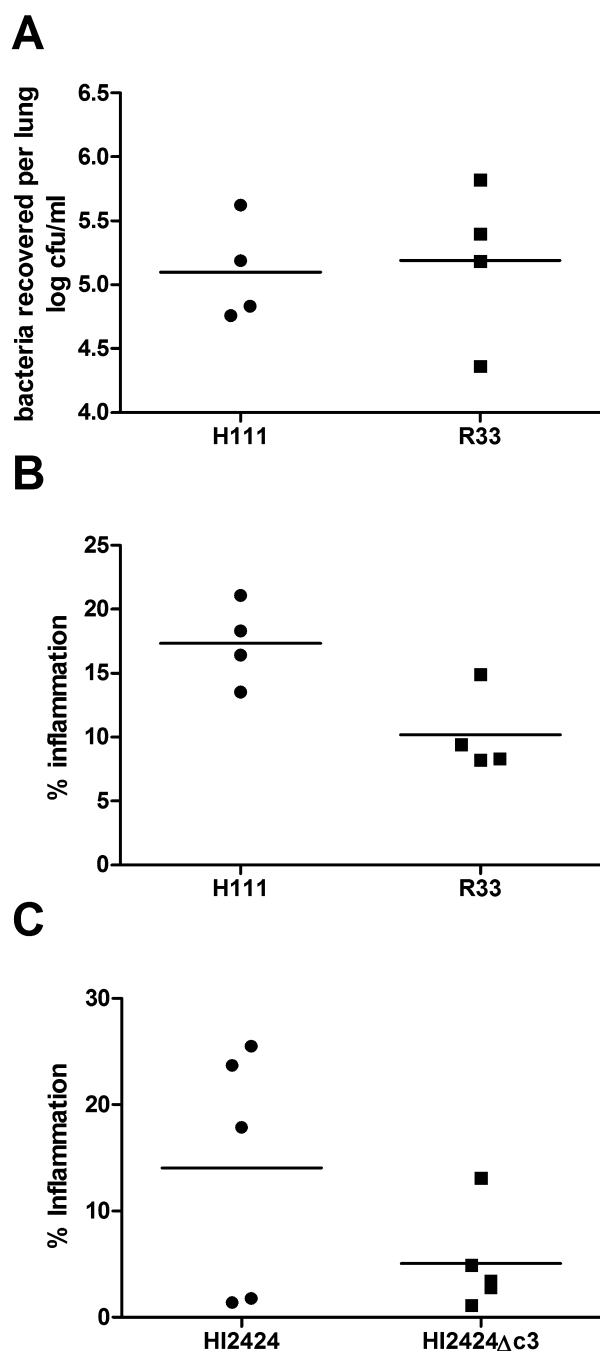 A
bacteria recovered per lung
log cfu/ml
6.5
6.0
5.5
5.0
4.5
4.0
H111 R33
B
% inflammation
25
20
15
10
5
0
H111 R33
C
% Inflammation
30
20
10
0
HI2424 HI2424Δc3